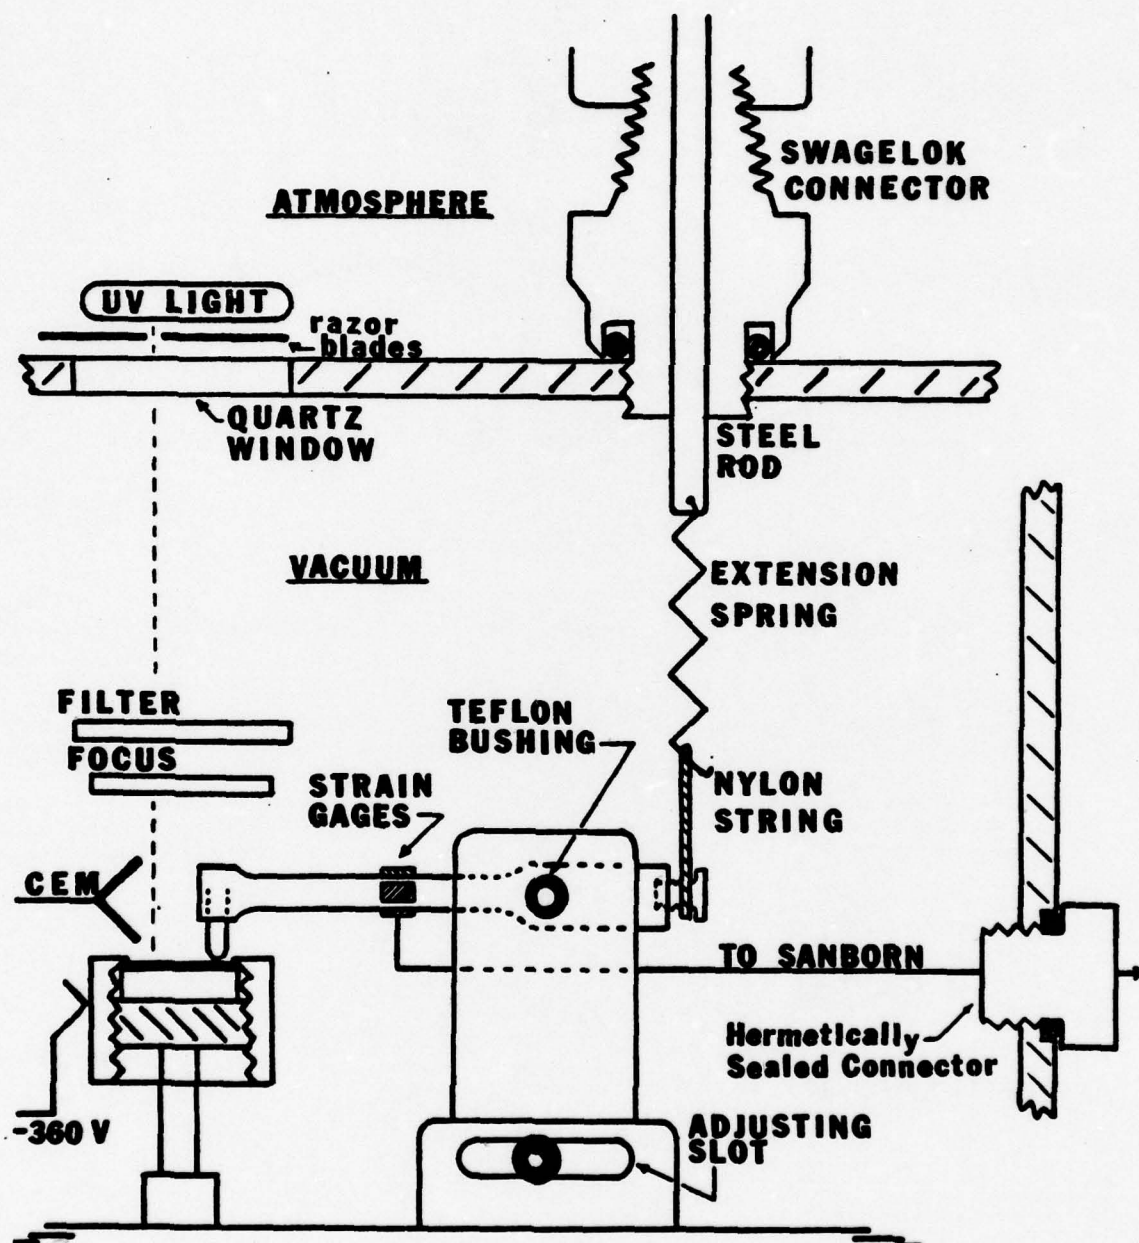 SWAGELOK
CONNECTOR
ATMOSPHERE
UV LIGHT
razor
blades
QUARTZ
WINDOW
STEEL
ROD
VACUUM
EXTENSION
SPRING
FILTER
FOCUS
TEFLON
BUSHING
STRAIN
GAGES
NYLON
STRING
CEM
TO SANBORN
Hermetically
Sealed Connector
-360 V
ADJUSTING
SLOT